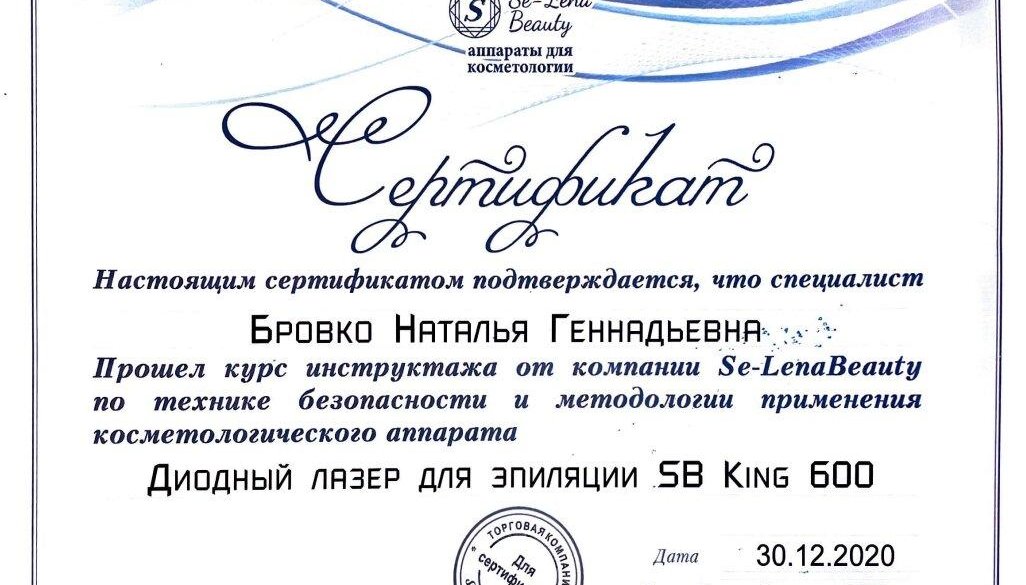 Se-Lena
Beauty
аппараты для
косметологии
Сертификат
Настоящим сертификатом подтверждается, что специалист
Бровко Наталья Геннадьевна
Прошел курс инструктажа от компании Se-LenaBeauty
по технике безопасности и методологии применения
косметологического аппарата
Диодный лазер для эпиляции SB King 600
ТОРГОВАЯ КОМПАНИ
Для
сертифи
Дата 30.12.2020